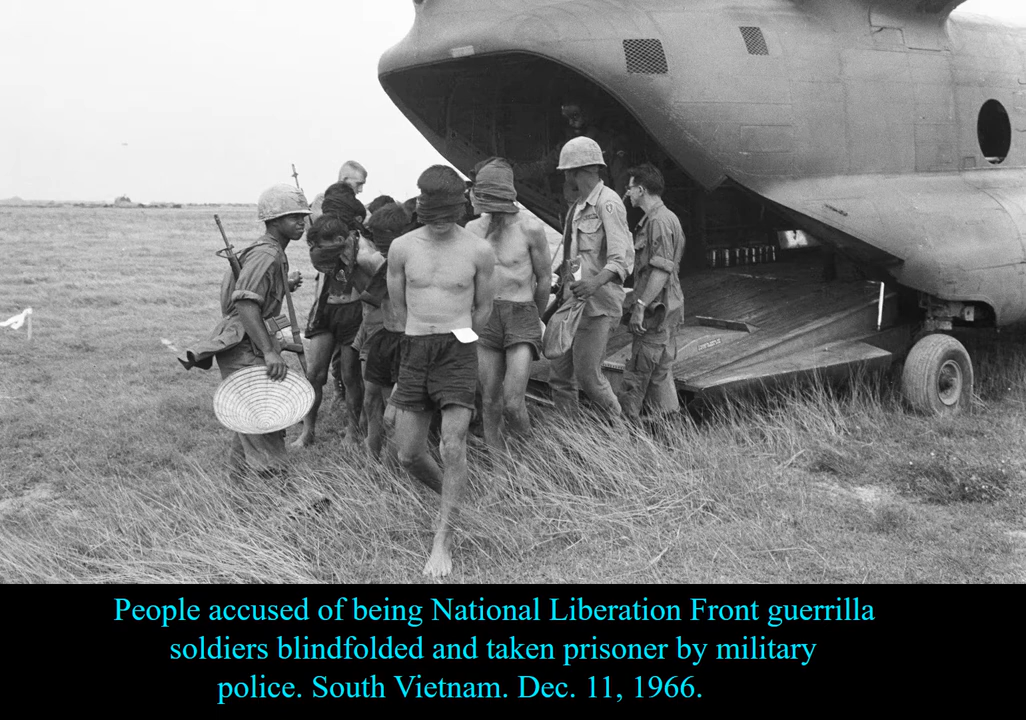 People accused of being National Liberation Front guerrilla
soldiers blindfolded and taken prisoner by military
police. South Vietnam. Dec. 11, 1966.